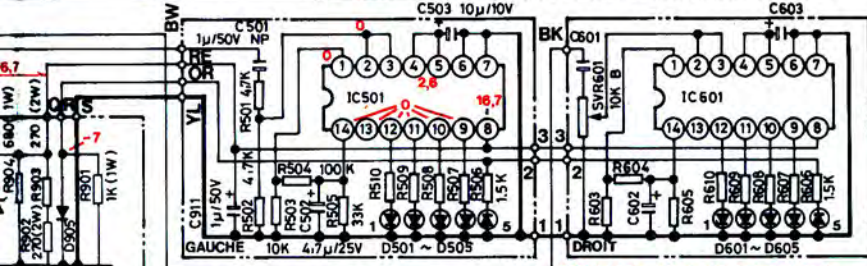 BW
C501
1µ/50V NP
C503 10µ/10V
BK
C601
C603
RE
OR
YL
ORS
6,7
-7
680 (1W)
270 (2W)
R904
R903
R902
270(2W)
D905
R901
1K(1W)
R501 4,7K
0
0
0
2,6
16,7
1 2 3 4 5 6 7
IC501
14 13 12 11 10 9 8
4.7K
C911
1µ/50V
R502
R503
R504 100K
C502
R505
33K
R510
R509
R508
R507
R506
1.5K
1
5
GAUCHE
10K
4,7µ/25V
D501 ~ D505
3 3
2 2
1 1
SVR601
10K B
1 2 3 4 5 6 7
IC601
14 13 12 11 10 9 8
R604
R603
C602
R605
R610
R609
R608
R607
R606
1.5K
1
5
DROIT
D601 ~ D605